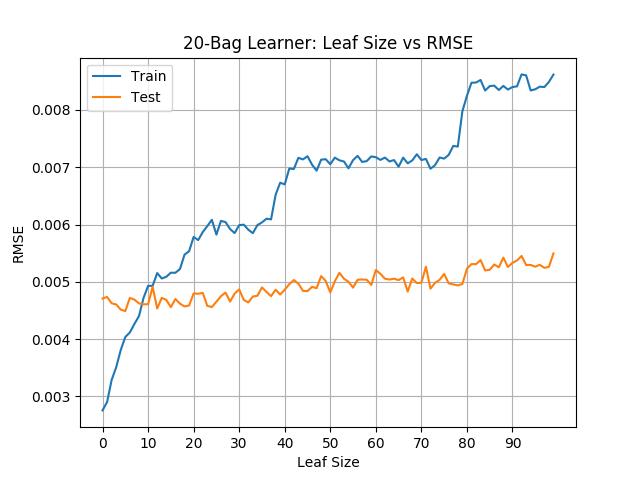 20-Bag Learner: Leaf Size vs RMSE
Train
Test
0.008
0.007
0.006
0.005
0.004
0.003
RMSE
0 10 20 30 40 50 60 70 80 90
Leaf Size